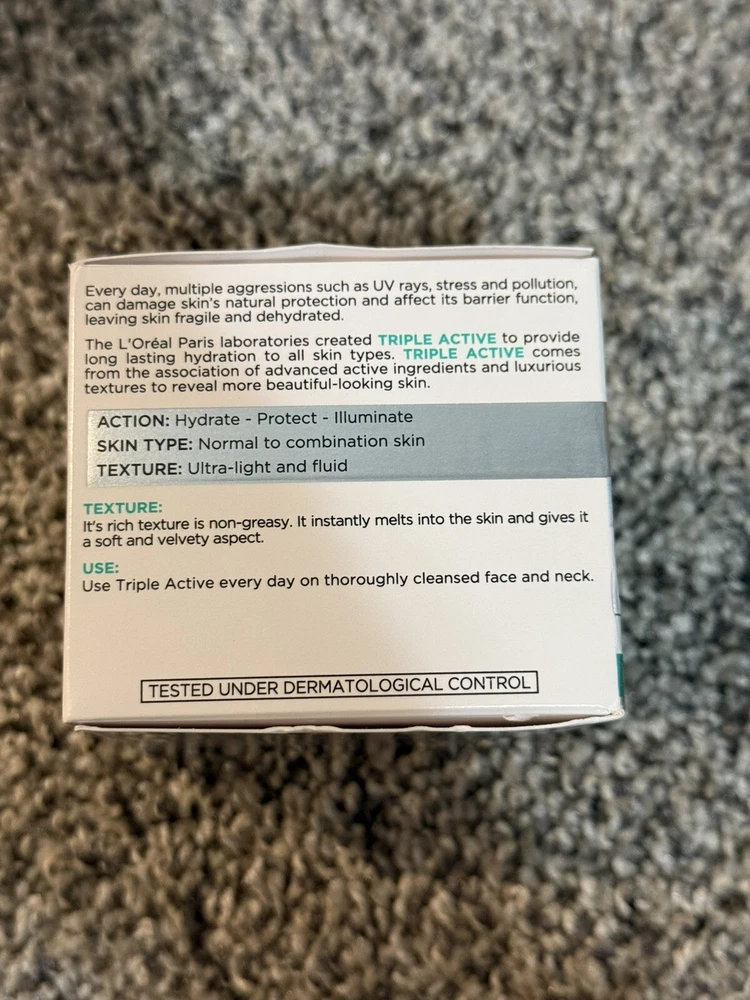 Every day, multiple aggressions such as UV rays, stress and pollution,
can damage skin's natural protection and affect its barrier function,
leaving skin fragile and dehydrated.
The L'Oréal Paris laboratories created TRIPLE ACTIVE to provide
long lasting hydration to all skin types. TRIPLE ACTIVE comes
from the association of advanced active ingredients and luxurious
textures to reveal more beautiful-looking skin.
ACTION: Hydrate - Protect - Illuminate
SKIN TYPE: Normal to combination skin
TEXTURE: Ultra-light and fluid
TEXTURE:
It's rich texture is non-greasy. It instantly melts into the skin and gives it
a soft and velvety aspect.
USE:
Use Triple Active every day on thoroughly cleansed face and neck.
TESTED UNDER DERMATOLOGICAL CONTROL